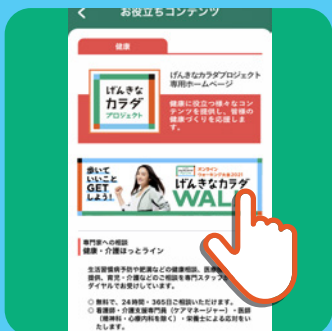 お役立ちコンテンツ
健康
げんきな
カラダ
プロジェクト
げんきなカラダプロジェクト
専用ホームページ
健康に役立つ様々なコン
テンツを提供し、皆様の
健康づくりを応援しま
す。
歩いて
いいこと
GET
しよう!
オンライン
ウォーキング大会2021
げんきなカラダ
WAL
専門家への相談
健康・介護ほっとライン
生活習慣病予防や肥満などの健康相談、医療
提供、育児・介護などのご相談を専門スタッフ
ダイヤルでお受けしています。
○ 無料で、24時間・365日ご相談いただけます。
○ 看護師・介護支援専門員(ケアマネージャー)・医師
(精神科・心療内科を除く)・栄養士による応対をい
たします。